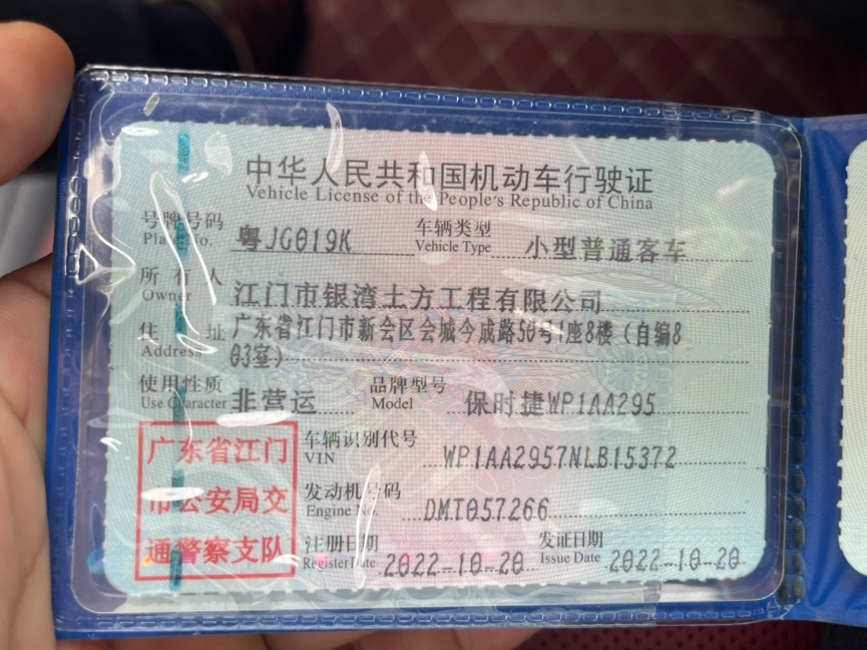 中华人民共和国机动车行驶证
Vehicle License of the People's Republic of China
号牌号码 粤JG019K 车辆类型 小型普通客车
Plate No. Vehicle Type
所有人 江门市银湾土方工程有限公司
Owner
住址 广东省江门市新会区会城今成路50号1座8楼（自编8
Address 03室）
使用性质 非营运 品牌型号 保时捷WP1AA295
Use Character Model
广东省江门
市公安局交
通警察支队
车辆识别代号 WP1AA2957NLB15372
VIN
发动机号码 DMT057266
Engine No.
注册日期 2022-10-20 发证日期 2022-10-20
Register Date Issue Date